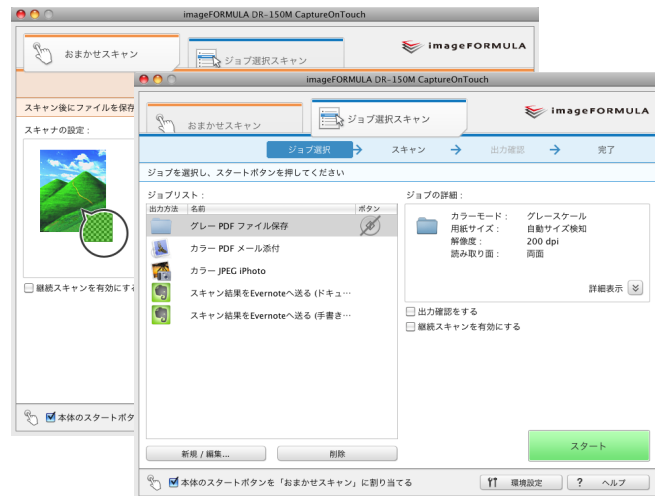 imageFORMULA DR-150M CaptureOnTouch
おまかせスキャン
ジョブ選択スキャン
imageFORMULA
スキャン後にファイルを保存
スキャナの設定：
継続スキャンを有効にす
本体のスタートボタ
imageFORMULA DR-150M CaptureOnTouch
おまかせスキャン
ジョブ選択スキャン
imageFORMULA
ジョブ選択
スキャン
出力確認
完了
ジョブを選択し、スタートボタンを押してください
ジョブリスト：
出力方法 名前 ボタン
グレー PDF ファイル保存
カラー PDF メール添付
カラー JPEG iPhoto
スキャン結果をEvernoteへ送る (ドキュ…
スキャン結果をEvernoteへ送る (手書き…
新規 / 編集...
削除
ジョブの詳細：
カラーモード： グレースケール
用紙サイズ： 自動サイズ検知
解像度： 200 dpi
読み取り面： 両面
詳細表示
出力確認をする
継続スキャンを有効にする
スタート
本体のスタートボタンを「おまかせスキャン」に割り当てる
環境設定
? ヘルプ